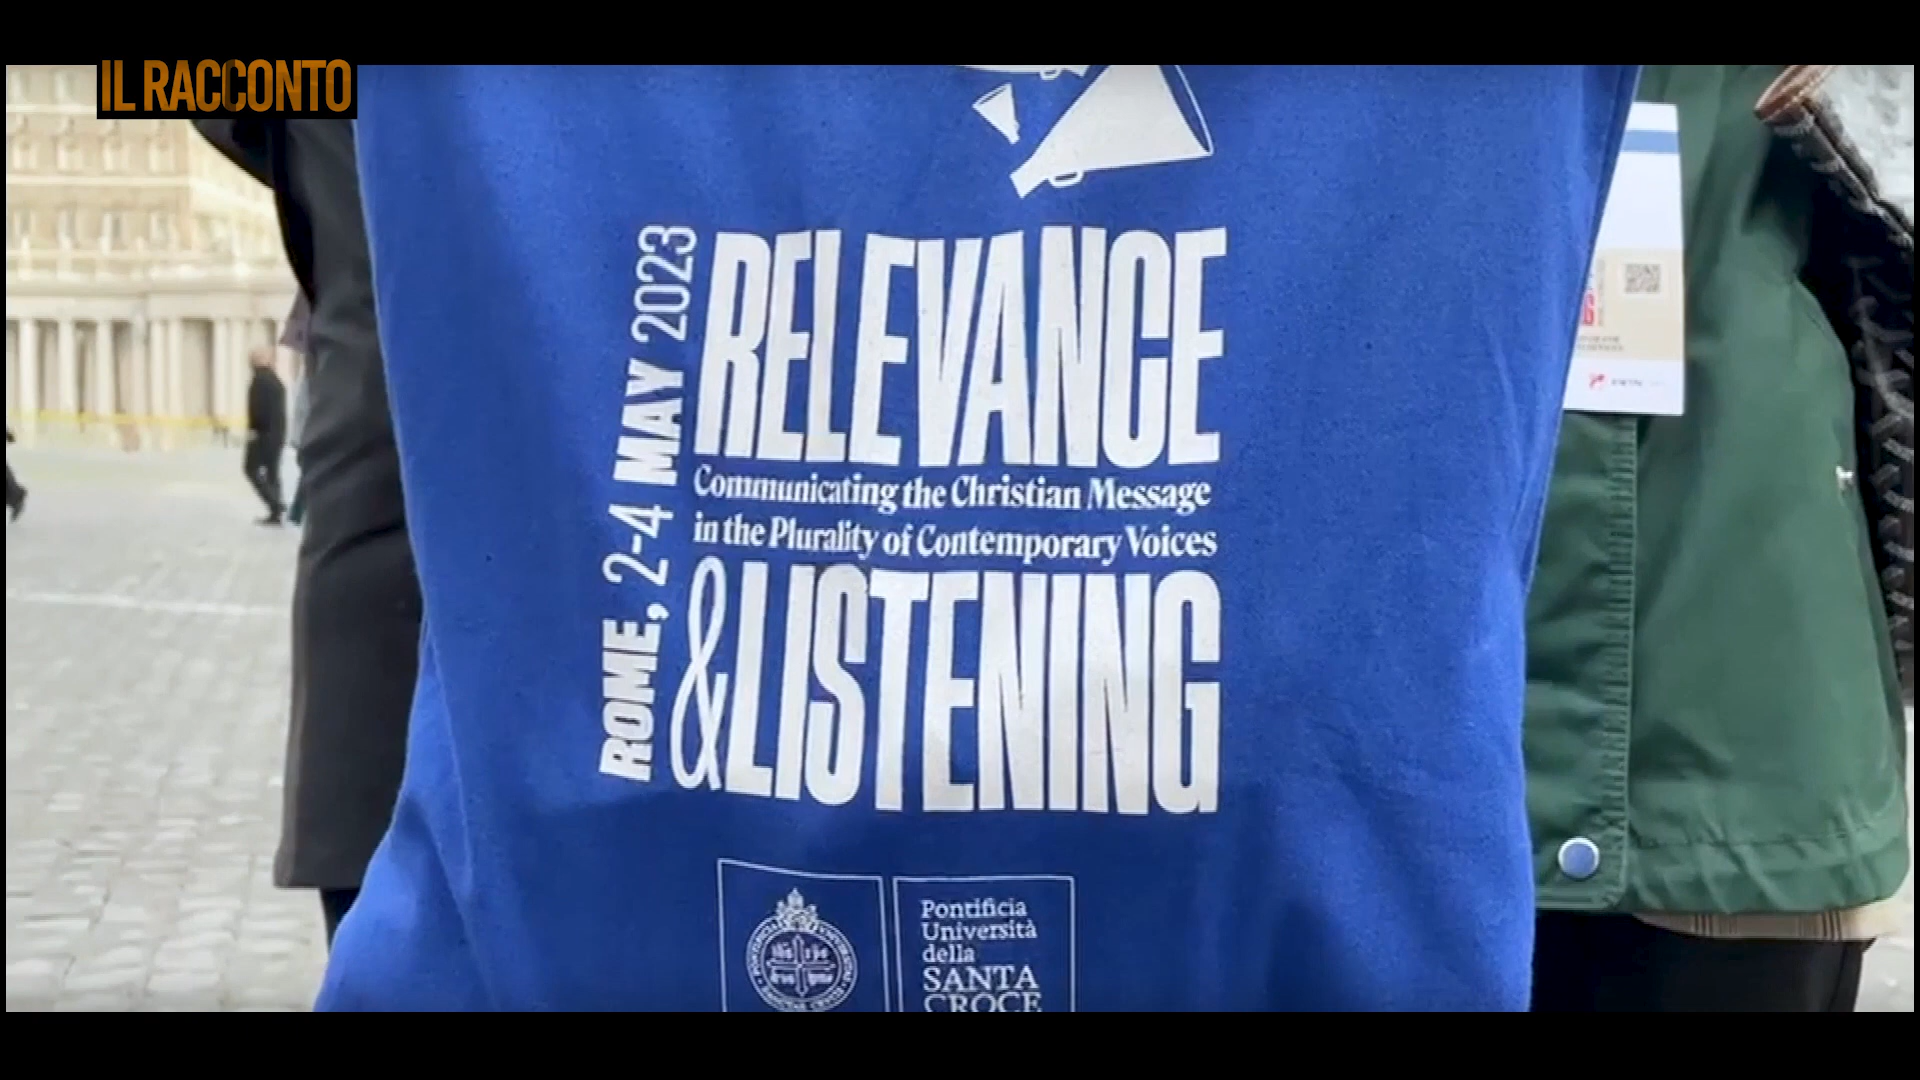 IL RACCONTO
ROME, 2-4 MAY 2023
RELEVANCE
Communicating the Christian Message
in the Plurality of Contemporary Voices
&LISTENING
Pontificia
Università
della
SANTA
CROCE